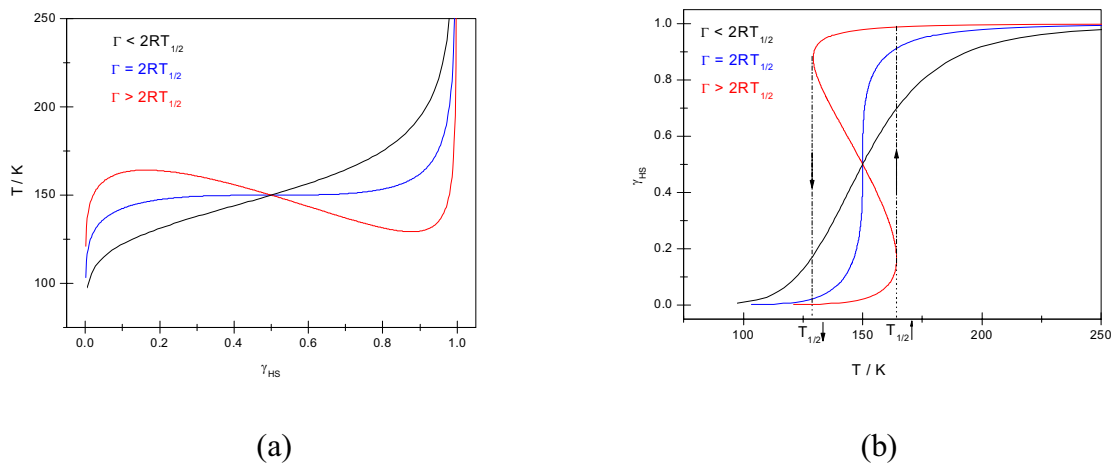 250
200
150
100
T / K
Γ < 2RT1/2
Γ = 2RT1/2
Γ > 2RT1/2
0.0 0.2 0.4 0.6 0.8 1.0
γHS
(a)
1.0
0.8
0.6
0.4
0.2
0.0
γHS
Γ < 2RT1/2
Γ = 2RT1/2
Γ > 2RT1/2
100 150 200 250
T1/2↓ T1/2↑
T / K
(b)